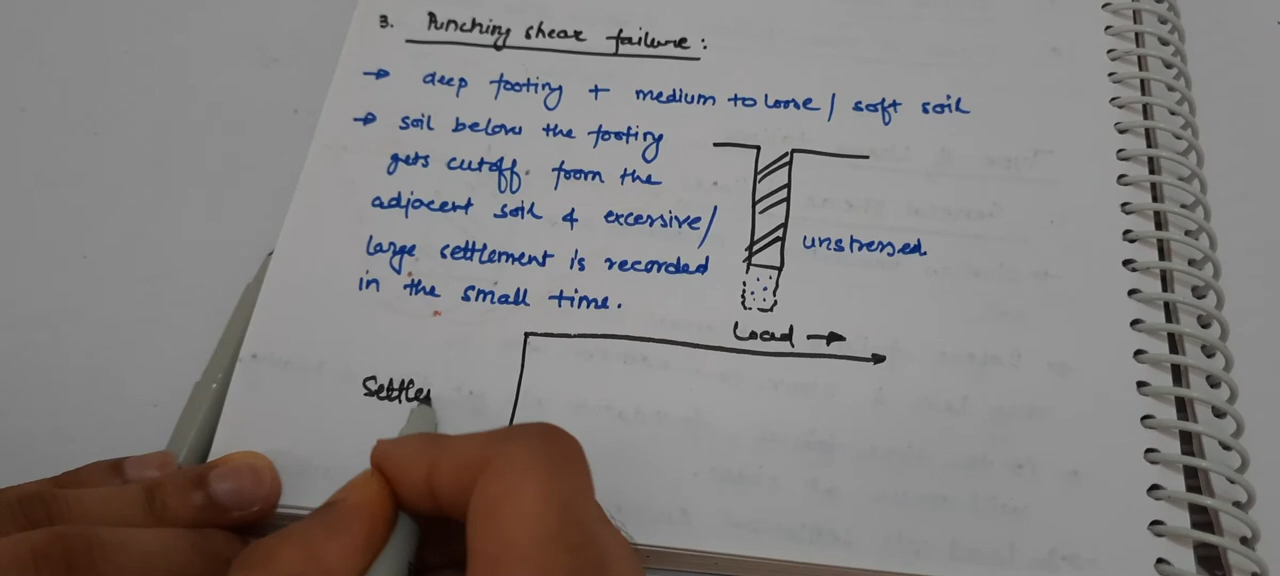 3. Punching shear failure:
→ deep footing + medium to loose / soft soil
→ soil below the footing
gets cutoff. from the
adjacent soil & excessive/
large settlement is recorded
in the small time.
unstressed
Load →
Settle